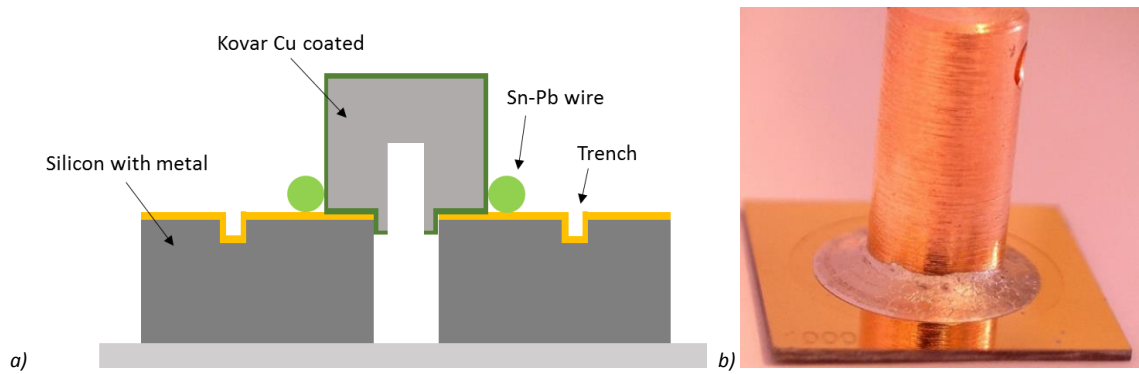 Kovar Cu coated
Sn-Pb wire
Trench
Silicon with metal
a)
b)